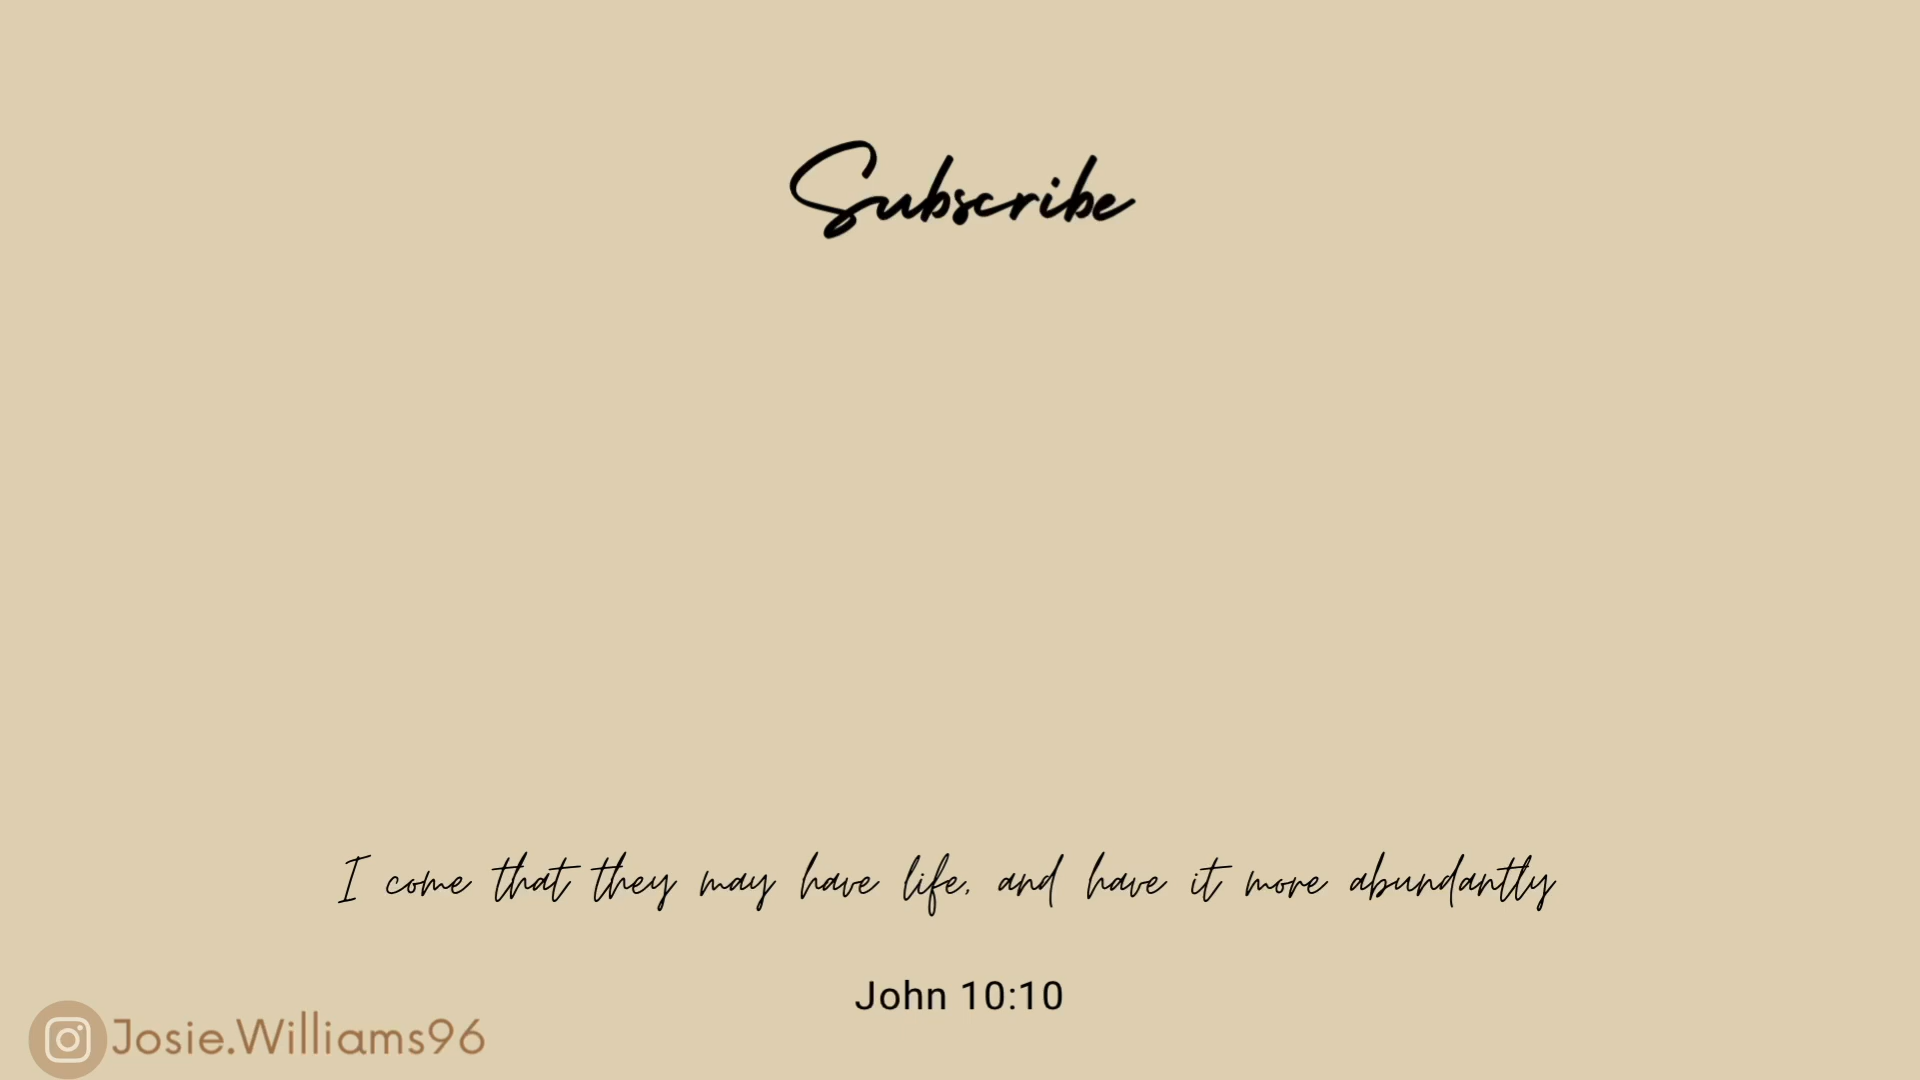 Subscribe
I come that they may have life, and have it more abundantly
John 10:10
Josie.Williams96